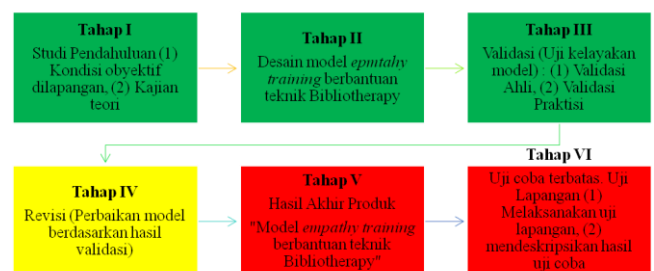 Tahap I
Studi Pendahuluan (1)
Kondisi obyektif
dilapangan, (2) Kajian
teori
Tahap II
Desain model epmtahy
training berbantuan
teknik Bibliotherapy
Tahap III
Validasi (Uji kelayakan
model) : (1) Validasi
Ahli, (2) Validasi
Praktisi
Tahap IV
Revisi (Perbaikan model
berdasarkan hasil
validasi)
Tahap V
Hasil Akhir Produk
"Model empathy training
berbantuan teknik
Bibliotherapy"
Tahap VI
Uji coba terbatas. Uji
Lapangan (1)
Melaksanakan uji
lapangan, (2)
mendeskripsikan hasil
uji coba